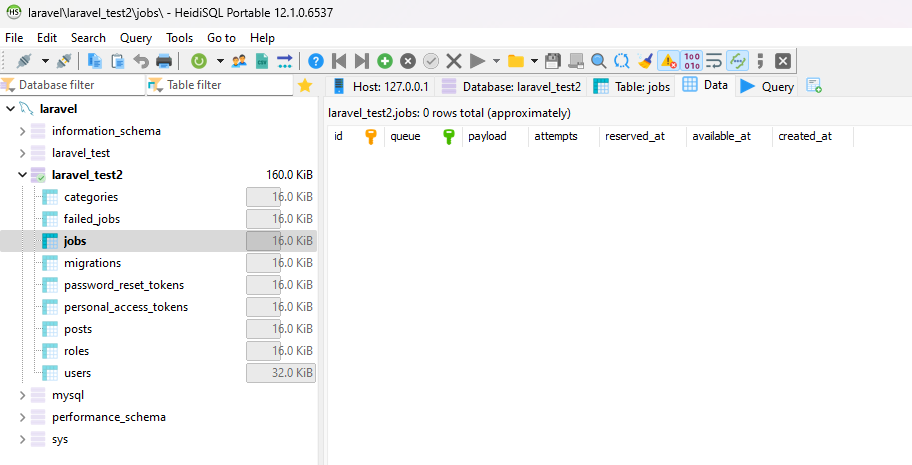 HS laravel\laravel_test2\jobs\ - HeidiSQL Portable 12.1.0.6537
File Edit Search Query Tools Go to Help
Database filter Table filter
Host: 127.0.0.1 Database: laravel_test2 Table: jobs Data Query
laravel
information_schema
laravel_test
laravel_test2 160.0 KiB
categories 16.0 KiB
failed_jobs 16.0 KiB
jobs 16.0 KiB
migrations 16.0 KiB
password_reset_tokens 16.0 KiB
personal_access_tokens 16.0 KiB
posts 16.0 KiB
roles 16.0 KiB
users 32.0 KiB
mysql
performance_schema
sys
laravel_test2.jobs: 0 rows total (approximately)
id queue payload attempts reserved_at available_at created_at
100
010